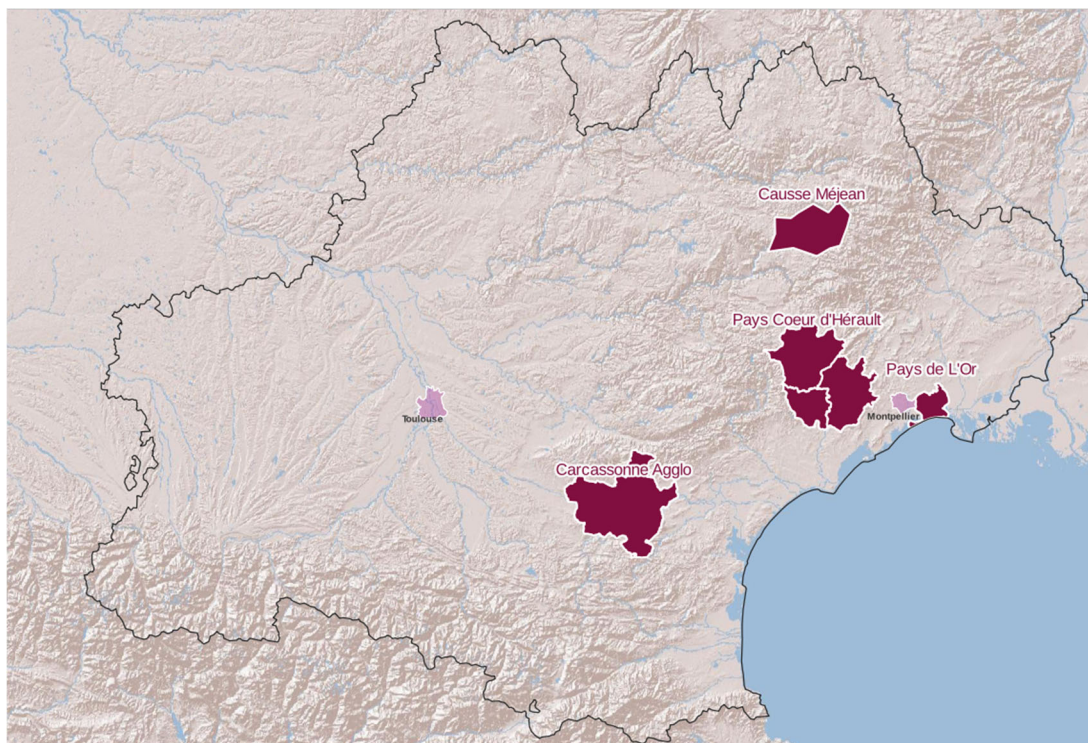 Causse Méjean
Pays Coeur d'Hérault
Pays de L'Or
Toulouse
Montpellier
Carcassonne Agglo